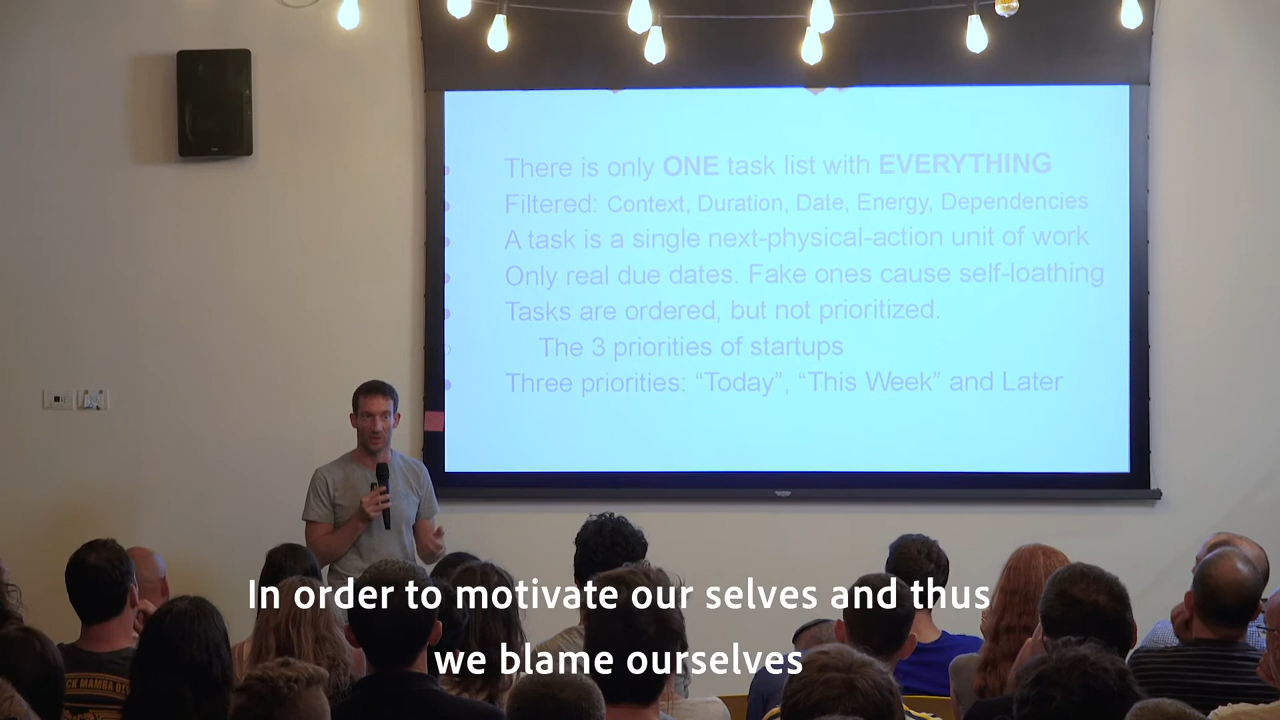 There is only ONE task list with EVERYTHING
Filtered: Context, Duration, Date, Energy, Dependencies
A task is a single next-physical-action unit of work
Only real due dates. Fake ones cause self-loathing
Tasks are ordered, but not prioritized.
The 3 priorities of startups
Three priorities: “Today”, “This Week” and Later
In order to motivate our selves and thus
we blame ourselves